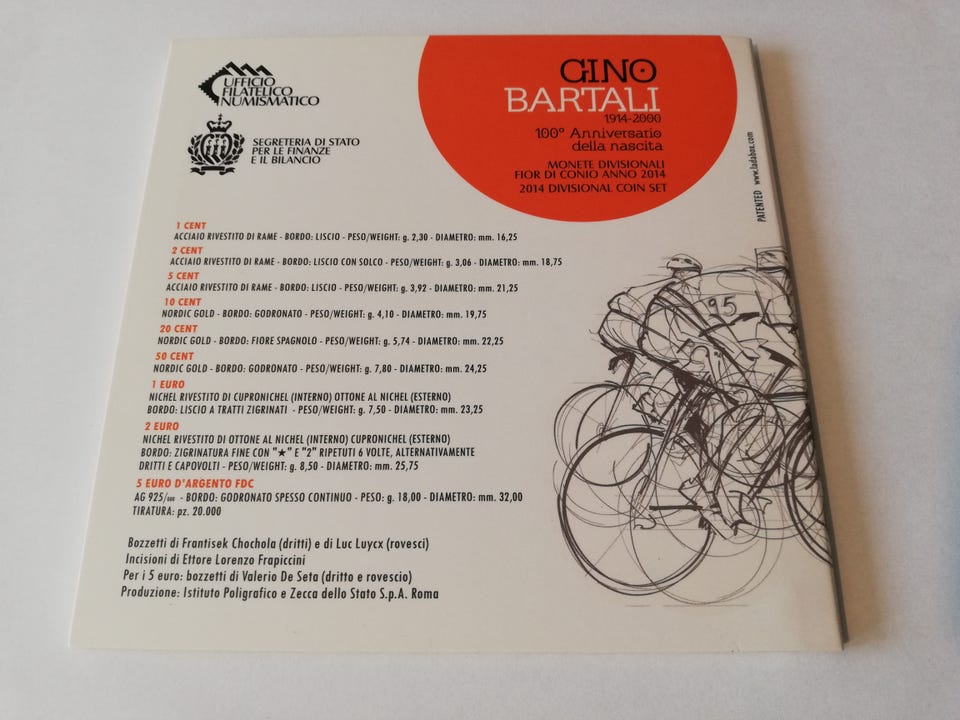 UFFICIO
FILATELICO
NUMISMATICO
SEGRETERIA DI STATO
PER LE FINANZE
E IL BILANCIO
GINO
BARTALI
1914-2000
100° Anniversario
della nascita
MONETE DIVISIONALI
FIOR DI CONIO ANNO 2014
2014 DIVISIONAL COIN SET
PATENTED www.ladabox.com
1 CENT
ACCIAIO RIVESTITO DI RAME - BORDO: LISCIO - PESO/WEIGHT: g. 2,30 - DIAMETRO: mm. 16,25
2 CENT
ACCIAIO RIVESTITO DI RAME - BORDO: LISCIO CON SOLCO - PESO/WEIGHT: g. 3,06 - DIAMETRO: mm. 18,75
5 CENT
ACCIAIO RIVESTITO DI RAME - BORDO: LISCIO - PESO/WEIGHT: g. 3,92 - DIAMETRO: mm. 21,25
10 CENT
NORDIC GOLD - BORDO: GODRONATO - PESO/WEIGHT: g. 4,10 - DIAMETRO: mm. 19,75
20 CENT
NORDIC GOLD - BORDO: FIORE SPAGNOLO - PESO/WEIGHT: g. 5,74 - DIAMETRO: mm. 22,25
50 CENT
NORDIC GOLD - BORDO: GODRONATO - PESO/WEIGHT: g. 7,80 - DIAMETRO: mm. 24,25
1 EURO
NICHEL RIVESTITO DI CUPRONICHEL (INTERNO) OTTONE AL NICHEL (ESTERNO)
BORDO: LISCIO A TRATTI ZIGRINATI - PESO/WEIGHT: g. 7,50 - DIAMETRO: mm. 23,25
2 EURO
NICHEL RIVESTITO DI OTTONE AL NICHEL (INTERNO) CUPRONICHEL (ESTERNO)
BORDO: ZIGRINATURA FINE CON "★" E "2" RIPETUTI 6 VOLTE, ALTERNATIVAMENTE
DRITTI E CAPOVOLTI - PESO/WEIGHT: g. 8,50 - DIAMETRO: mm. 25,75
5 EURO D'ARGENTO FDC
AG 925/000 - BORDO: GODRONATO SPESSO CONTINUO - PESO: g. 18,00 - DIAMETRO: mm. 32,00
TIRATURA: pz. 20.000
Bozzetti di Frantisek Chochola (dritti) e di Luc Luycx (rovesci)
Incisioni di Ettore Lorenzo Frapiccini
Per i 5 euro: bozzetti di Valerio De Seta (dritto e rovescio)
Produzione: Istituto Poligrafico e Zecca dello Stato S.p.A. Roma
95